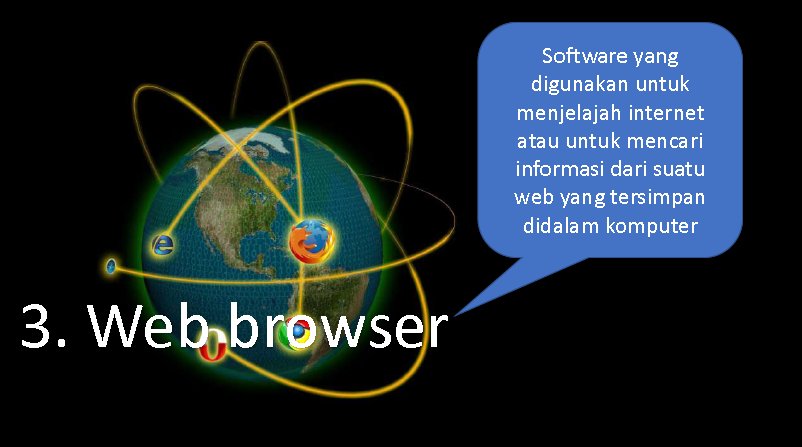 Software yang
digunakan untuk
menjelajah internet
atau untuk mencari
informasi dari suatu
web yang tersimpan
didalam komputer
3. Web browser